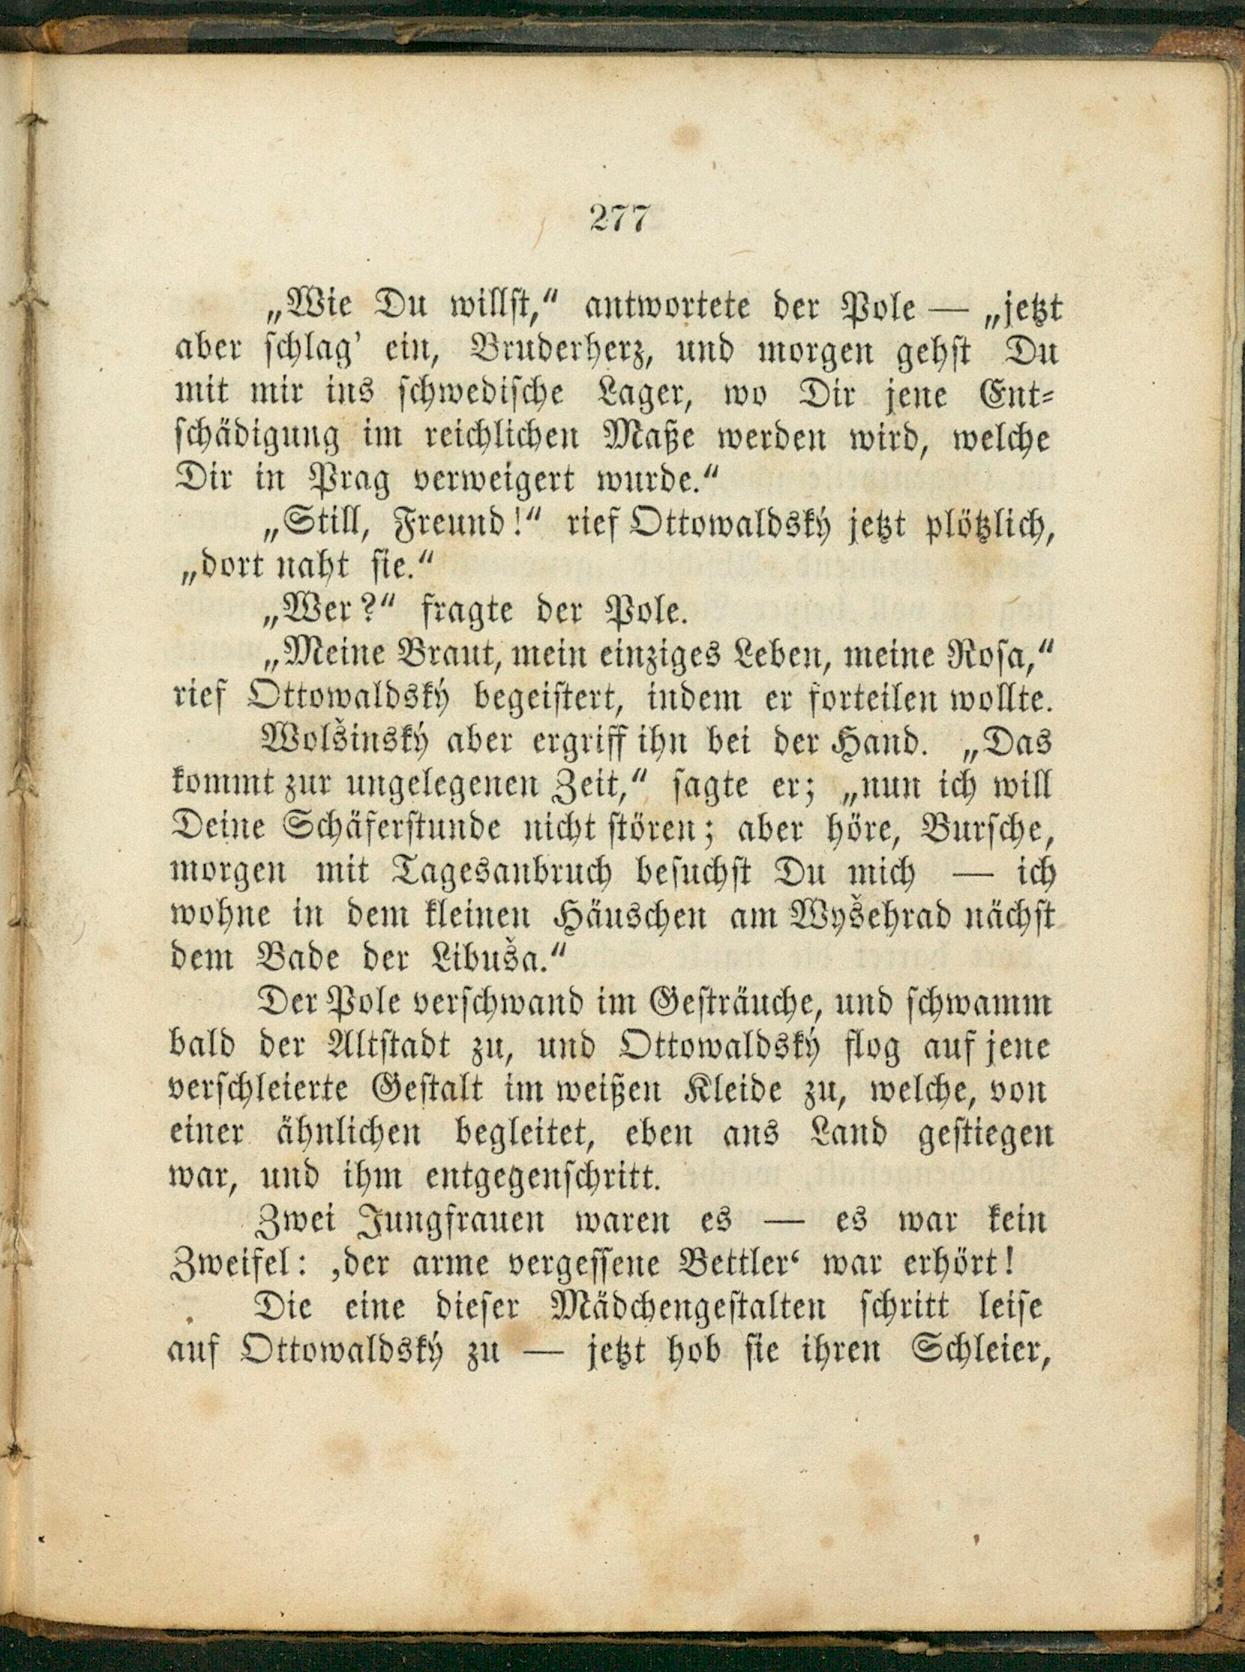 277
„Wie Du willst,“ antwortete der Pole — „jetzt
aber schlag’ ein, Bruderherz, und morgen gehst Du
mit mir ins schwedische Lager, wo Dir jene Ent-
schädigung im reichlichen Maße werden wird, welche
Dir in Prag verweigert wurde.“
„Still, Freund!“ rief Ottowaldský jetzt plötzlich,
„dort naht sie.“
„Wer?“ fragte der Pole.
„Meine Braut, mein einziges Leben, meine Rosa,“
rief Ottowaldský begeistert, indem er forteilen wollte.
Wolšinský aber ergriff ihn bei der Hand. „Das
kommt zur ungelegenen Zeit,“ sagte er; „nun ich will
Deine Schäferstunde nicht stören; aber höre, Bursche,
morgen mit Tagesanbruch besuchst Du mich — ich
wohne in dem kleinen Häuschen am Wyšehrad nächst
dem Bade der Libuša.“
Der Pole verschwand im Gesträuche, und schwamm
bald der Altstadt zu, und Ottowaldský flog auf jene
verschleierte Gestalt im weißen Kleide zu, welche, von
einer ähnlichen begleitet, eben ans Land gestiegen
war, und ihm entgegenschritt.
Zwei Jungfrauen waren es — es war kein
Zweifel: ‚der arme vergessene Bettler‘ war erhört!
Die eine dieser Mädchengestalten schritt leise
auf Ottowaldský zu — jetzt hob sie ihren Schleier,